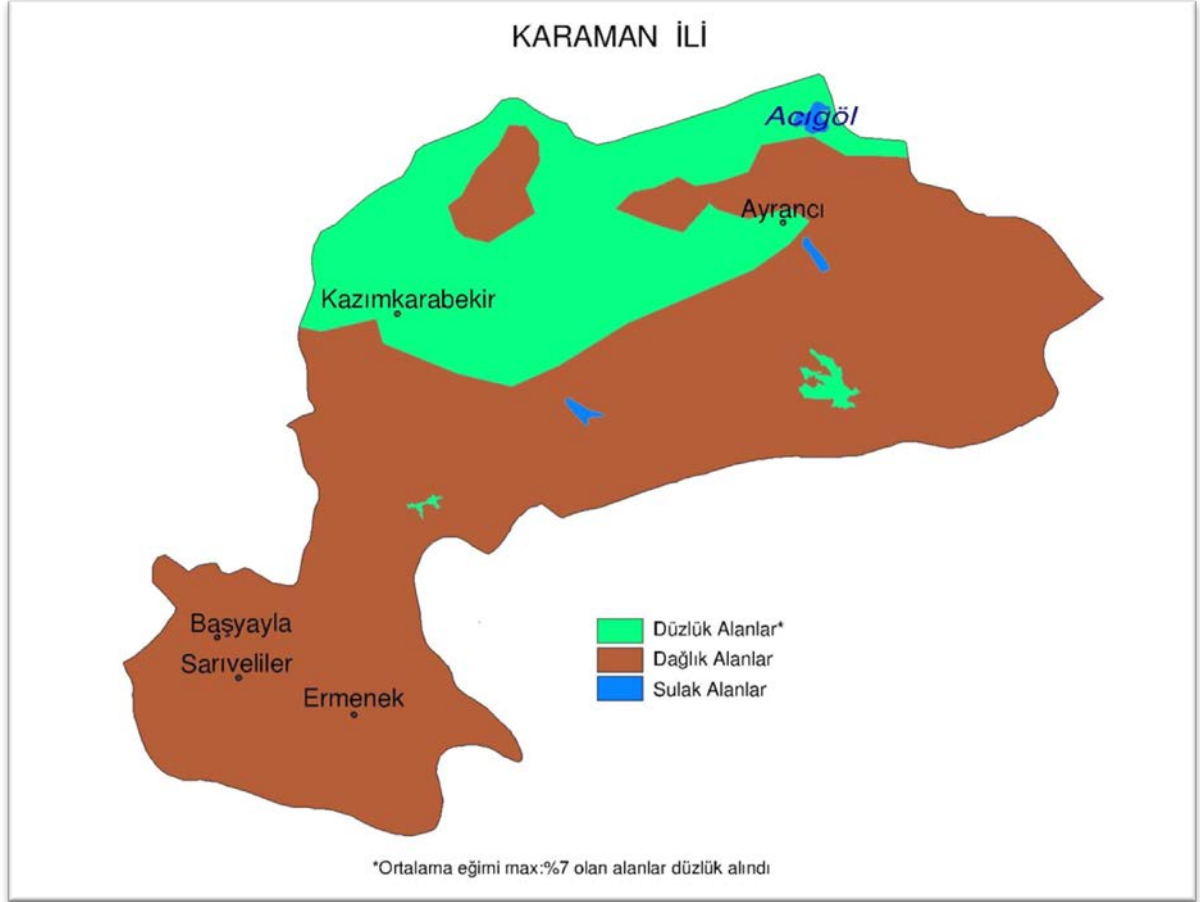 KARAMAN İLİ
Acıgöl
Ayrancı
Kazımkarabekir
Başyayla
Sarıveliler
Ermenek
Düzlük Alanlar*
Dağlık Alanlar
Sulak Alanlar
*Ortalama eğimi max:%7 olan alanlar düzlük alındı